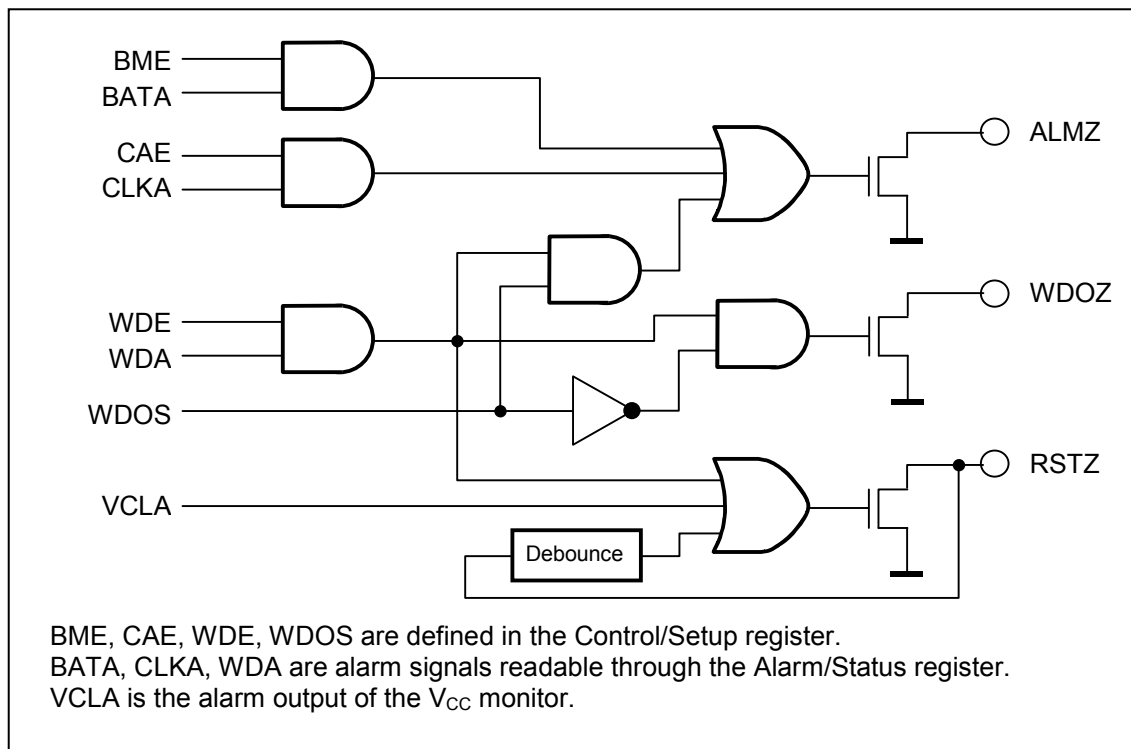 BME
BATA
CAE
CLKA
WDE
WDA
WDOS
VCLA
Debounce
ALMZ
WDOZ
RSTZ
BME, CAE, WDE, WDOS are defined in the Control/Setup register.
BATA, CLKA, WDA are alarm signals readable through the Alarm/Status register.
VCLA is the alarm output of the VCC monitor.